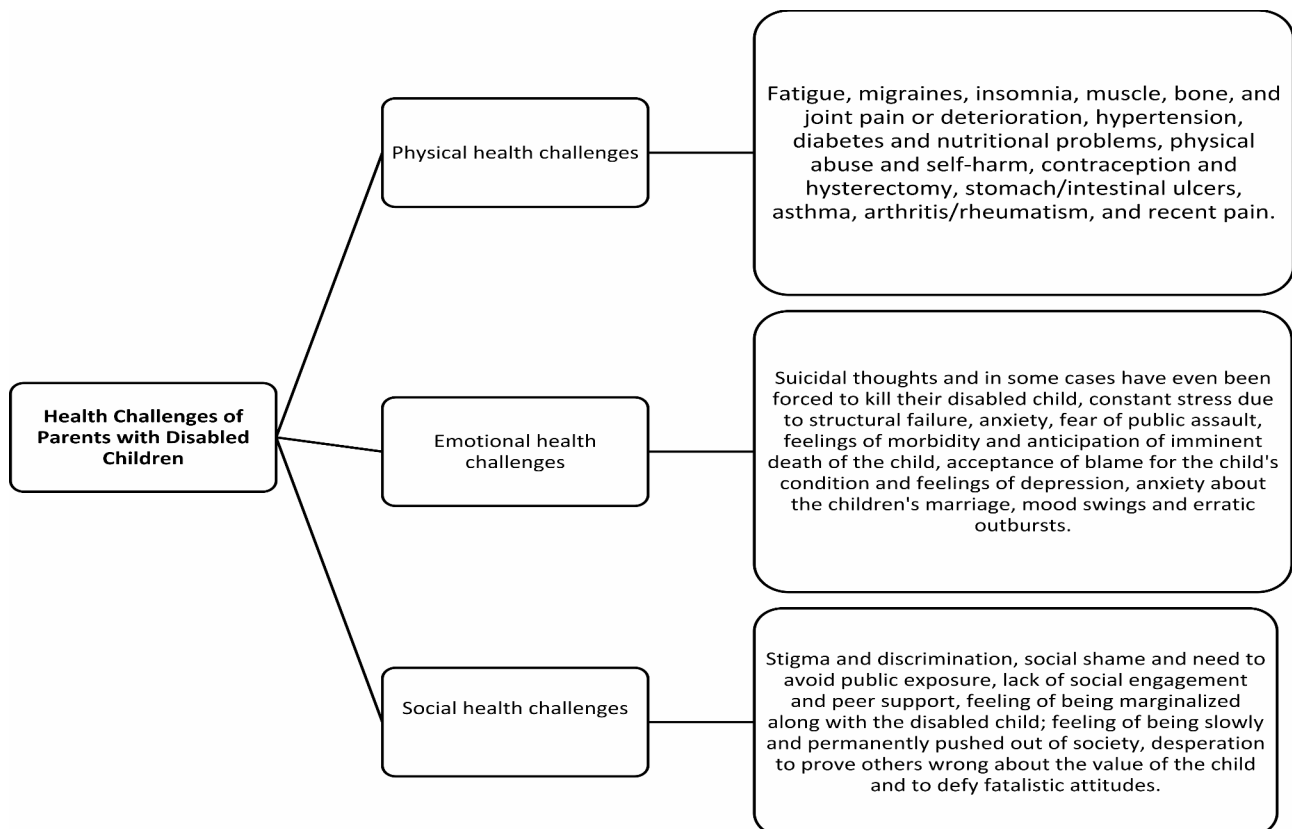 Health Challenges of
Parents with Disabled
Children
Physical health challenges
Fatigue, migraines, insomnia, muscle, bone, and
joint pain or deterioration, hypertension,
diabetes and nutritional problems, physical
abuse and self-harm, contraception and
hysterectomy, stomach/intestinal ulcers,
asthma, arthritis/rheumatism, and recent pain.
Emotional health
challenges
Suicidal thoughts and in some cases have even been
forced to kill their disabled child, constant stress due
to structural failure, anxiety, fear of public assault,
feelings of morbidity and anticipation of imminent
death of the child, acceptance of blame for the child's
condition and feelings of depression, anxiety about
the children's marriage, mood swings and erratic
outbursts.
Social health challenges
Stigma and discrimination, social shame and need to
avoid public exposure, lack of social engagement
and peer support, feeling of being marginalized
along with the disabled child; feeling of being slowly
and permanently pushed out of society, desperation
to prove others wrong about the value of the child
and to defy fatalistic attitudes.